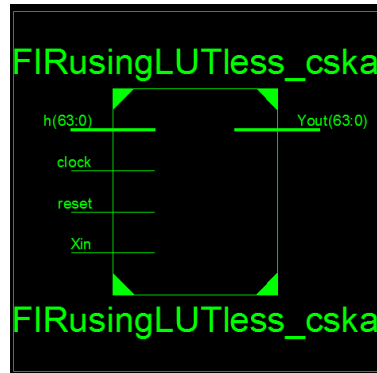 FIRusingLUTless_cska
h(63:0)
Yout(63:0)
clock
reset
Xin
FIRusingLUTless_cska